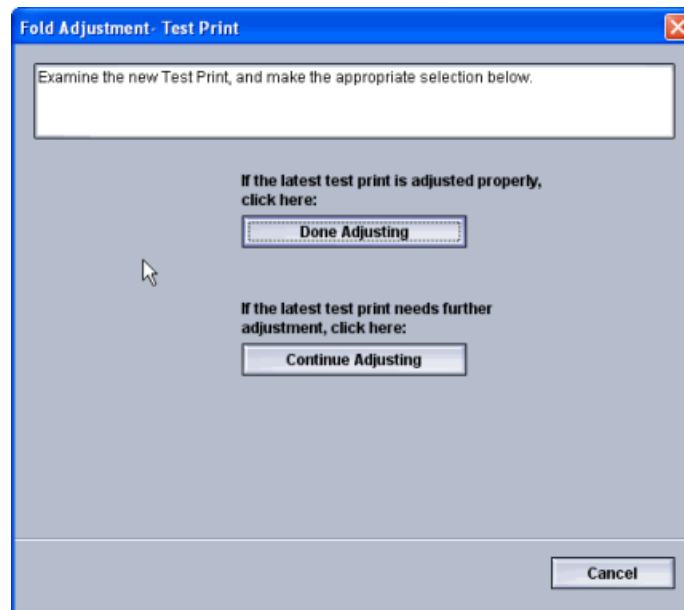 Fold Adjustment- Test Print
Examine the new Test Print, and make the appropriate selection below.
If the latest test print is adjusted properly,
click here:
Done Adjusting
If the latest test print needs further
adjustment, click here:
Continue Adjusting
Cancel